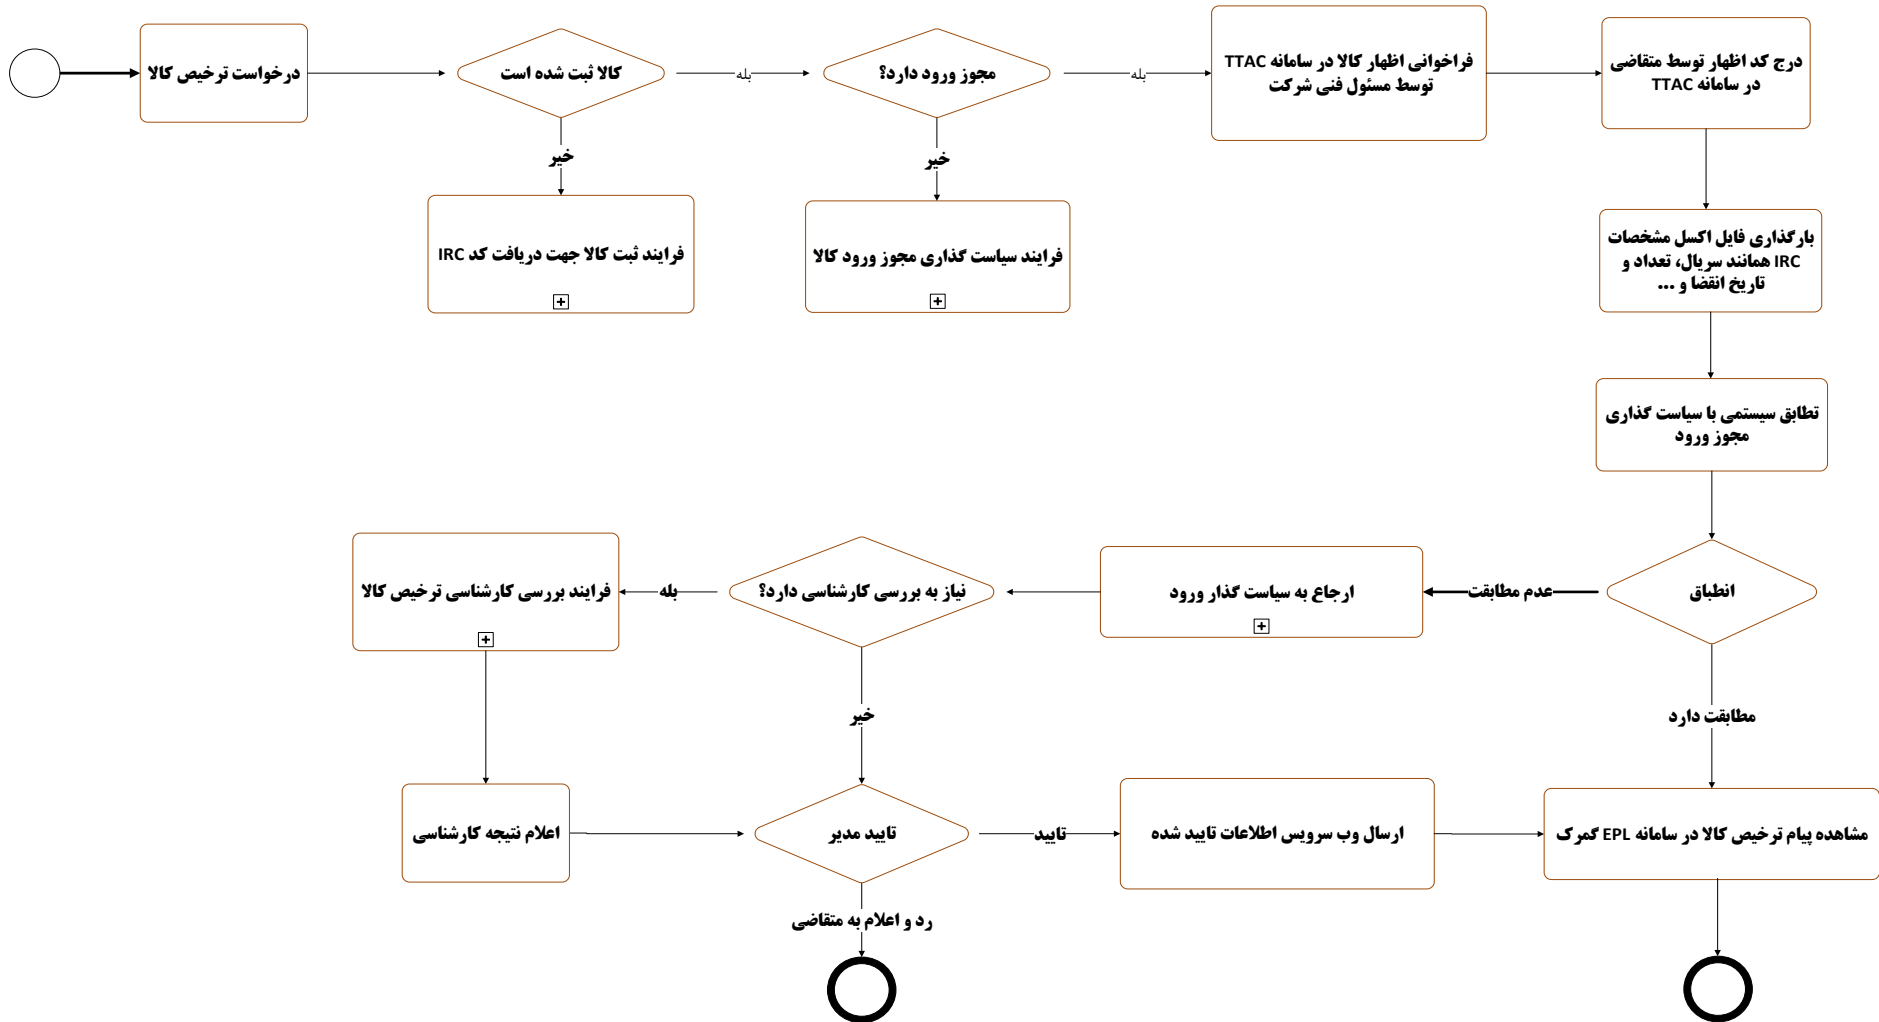 درخواست ترخیص کالا
کالا ثبت شده است
بله
مجوز ورود دارد؟
بله
فراخوانی اظهار کالا در سامانه TTAC
توسط مسئول فنی شرکت
درج کد اظهار توسط متقاضی
در سامانه TTAC
خیر
خیر
فرایند ثبت کالا جهت دریافت کد IRC
فرایند سیاست گذاری مجوز ورود کالا
بارگذاری فایل اکسل مشخصات
IRC همانند سریال، تعداد و
تاریخ انقضا و ...
تطابق سیستمی با سیاست گذاری
مجوز ورود
انطباق
عدم مطابقت
ارجاع به سیاست گذار ورود
نیاز به بررسی کارشناسی دارد؟
بله
فرایند بررسی کارشناسی ترخیص کالا
مطابقت دارد
خیر
اعلام نتیجه کارشناسی
تایید مدیر
تایید
ارسال وب سرویس اطلاعات تایید شده
مشاهده پیام ترخیص کالا در سامانه EPL گمرک
رد و اعلام به متقاضی